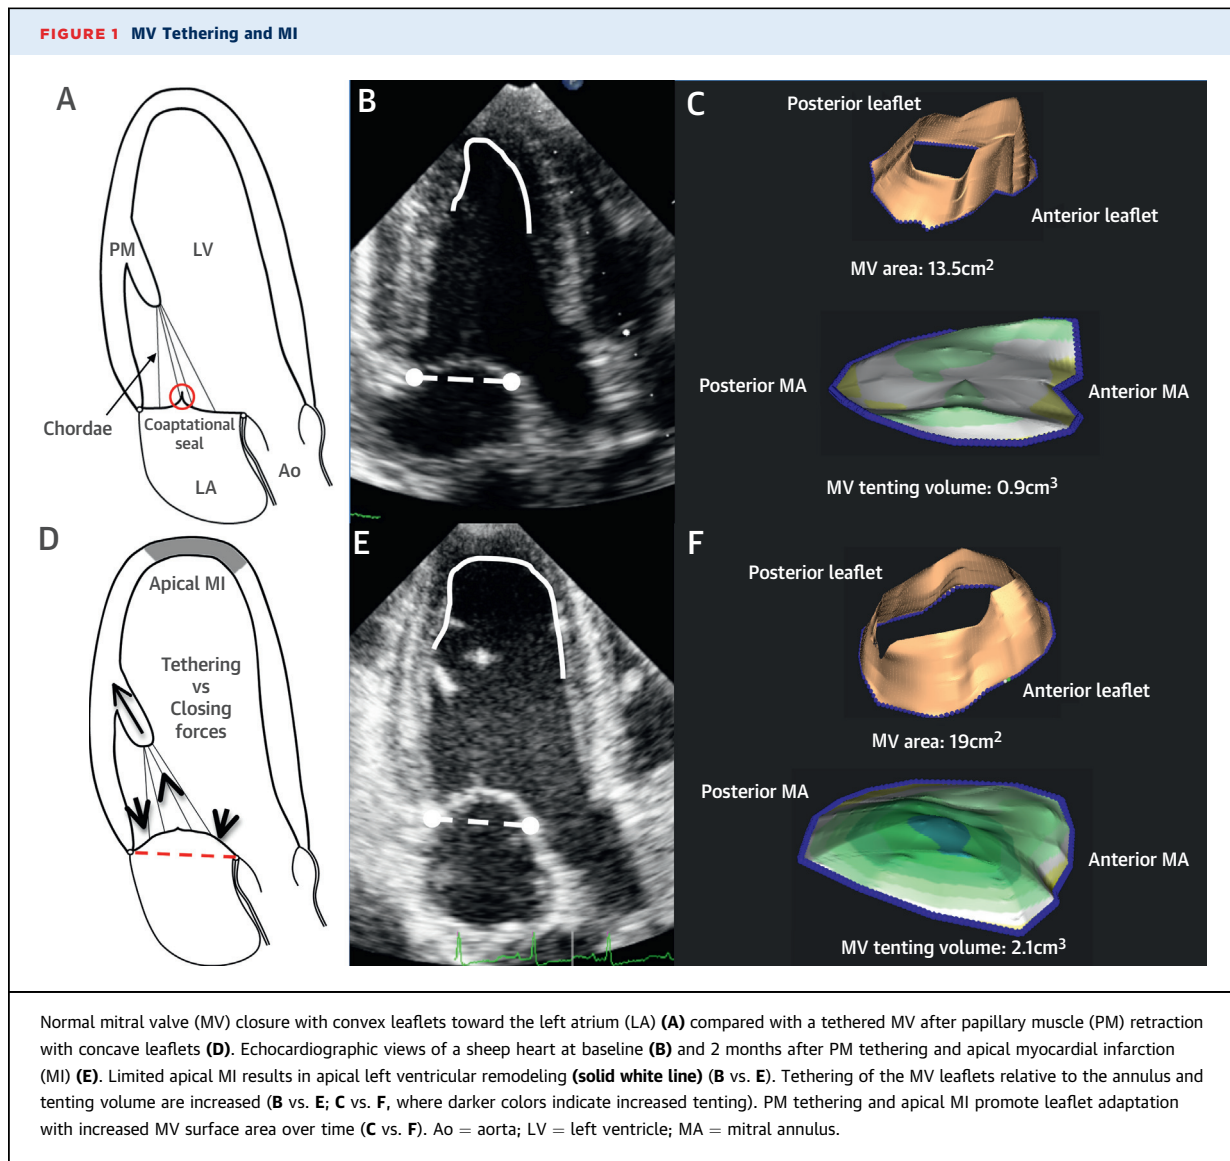 FIGURE 1 MV Tethering and MI
A
PM
LV
Chordae
Coaptational
seal
Ao
LA
B
C
Posterior leaflet
Anterior leaflet
MV area: 13.5cm²
Posterior MA
Anterior MA
MV tenting volume: 0.9cm³
D
Apical MI
Tethering
vs
Closing
forces
E
F
Posterior leaflet
Anterior leaflet
MV area: 19cm²
Posterior MA
Anterior MA
MV tenting volume: 2.1cm³
Normal mitral valve (MV) closure with convex leaflets toward the left atrium (LA) (A) compared with a tethered MV after papillary muscle (PM) retraction
with concave leaflets (D). Echocardiographic views of a sheep heart at baseline (B) and 2 months after PM tethering and apical myocardial infarction
(MI) (E). Limited apical MI results in apical left ventricular remodeling (solid white line) (B vs. E). Tethering of the MV leaflets relative to the annulus and
tenting volume are increased (B vs. E; C vs. F, where darker colors indicate increased tenting). PM tethering and apical MI promote leaflet adaptation
with increased MV surface area over time (C vs. F). Ao = aorta; LV = left ventricle; MA = mitral annulus.